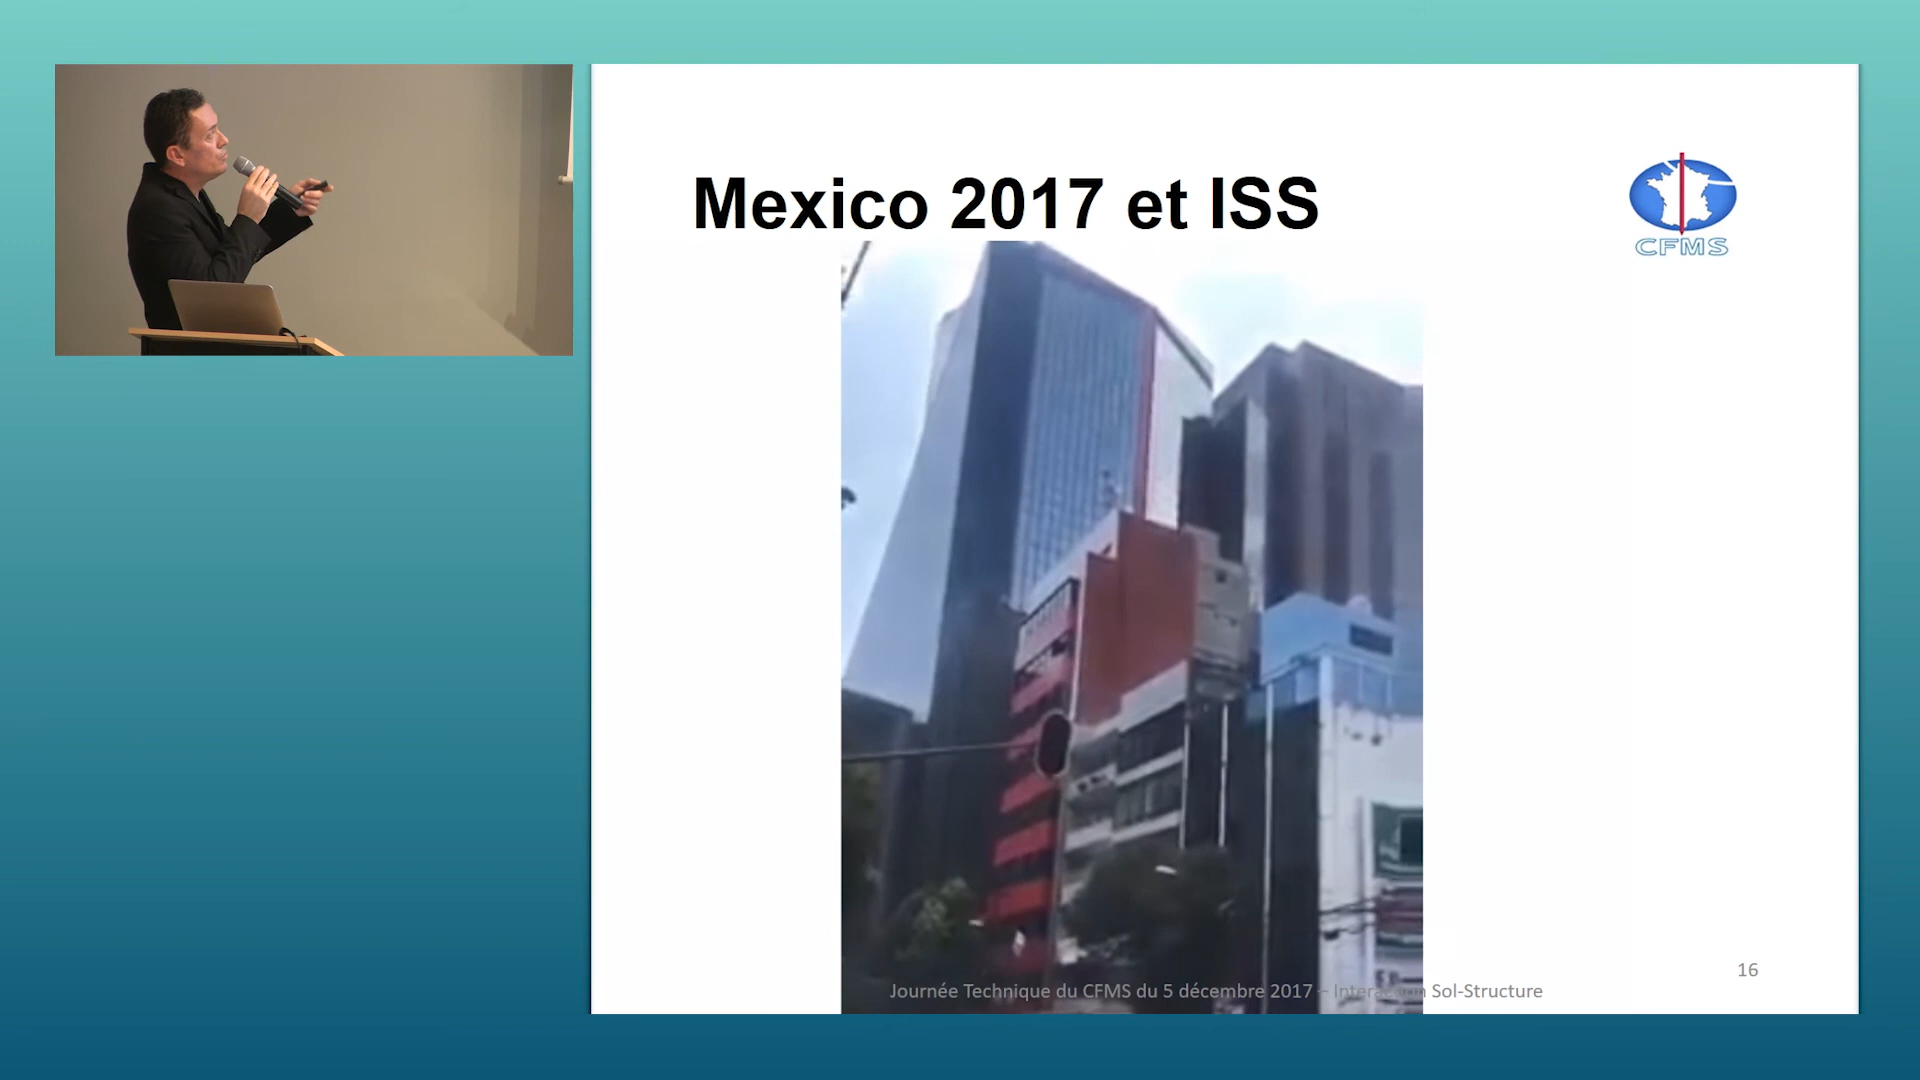 Mexico 2017 et ISS
CFMS
16
Journée Technique du CFMS du 5 décembre 2017 – Interaction Sol-Structure